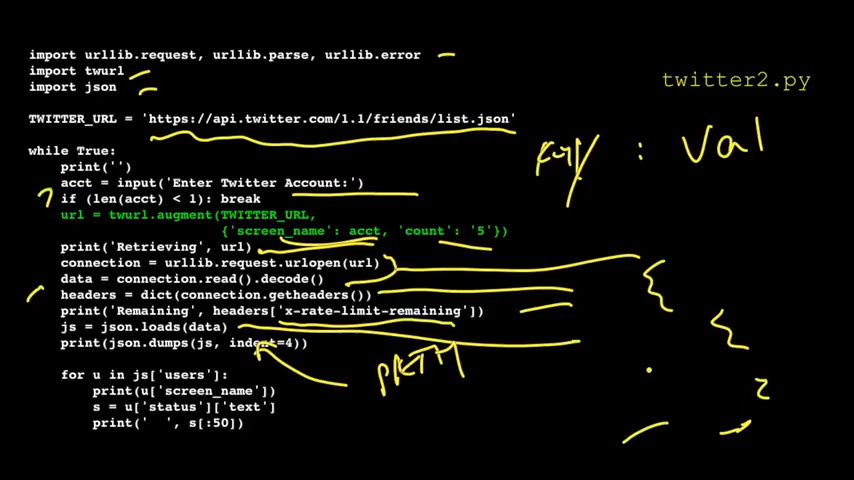 import urllib.request, urllib.parse, urllib.error
import twurl
import json
twitter2.py
TWITTER_URL = 'https://api.twitter.com/1.1/friends/list.json'
key : val
while True:
    print('')
    acct = input('Enter Twitter Account:')
    if (len(acct) < 1): break
    url = twurl.augment(TWITTER_URL,
                        {'screen_name': acct, 'count': '5'})
    print('Retrieving', url)
    connection = urllib.request.urlopen(url)
    data = connection.read().decode()
    headers = dict(connection.getheaders())
    print('Remaining', headers['x-rate-limit-remaining'])
    js = json.loads(data)
    print(json.dumps(js, indent=4))
PRETTY
    for u in js['users']:
        print(u['screen_name'])
        s = u['status']['text']
        print('  ', s[:50])